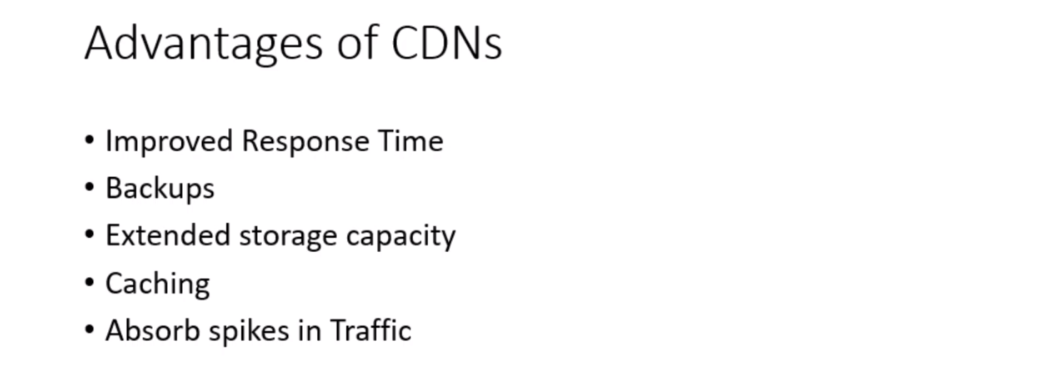 Advantages of CDNs
• Improved Response Time
• Backups
• Extended storage capacity
• Caching
• Absorb spikes in Traffic